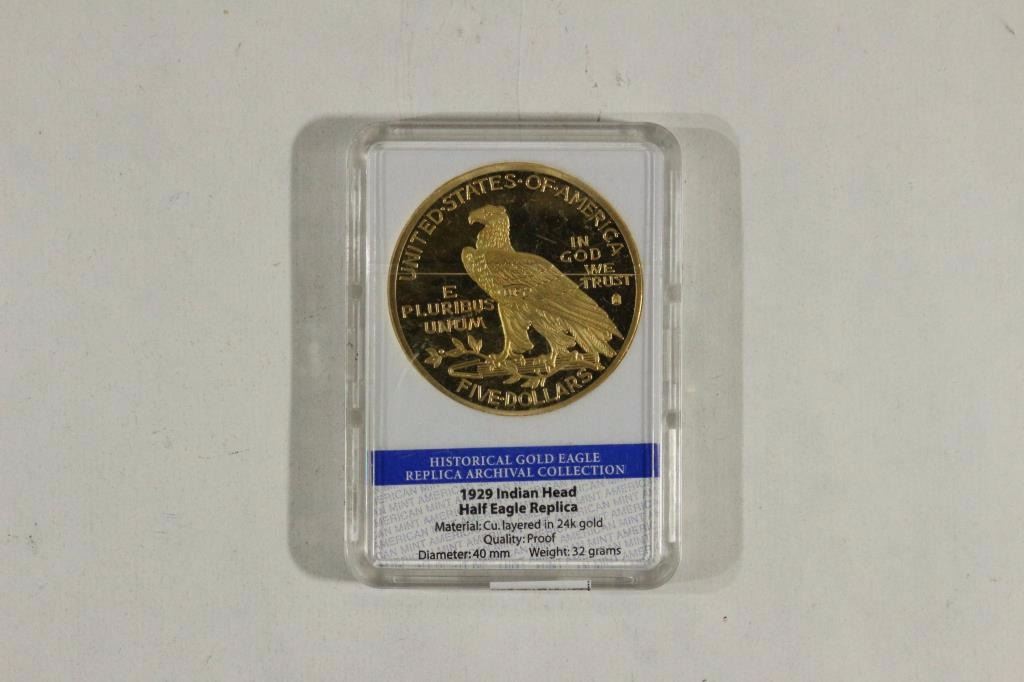 UNITED·STATES·OF·AMERICA
IN
GOD
WE
TRUST
E
PLURIBUS
UNUM
FIVE·DOLLARS
HISTORICAL GOLD EAGLE
REPLICA ARCHIVAL COLLECTION
1929 Indian Head
Half Eagle Replica
Material: Cu. layered in 24k gold
Quality: Proof
Diameter: 40 mm Weight: 32 grams